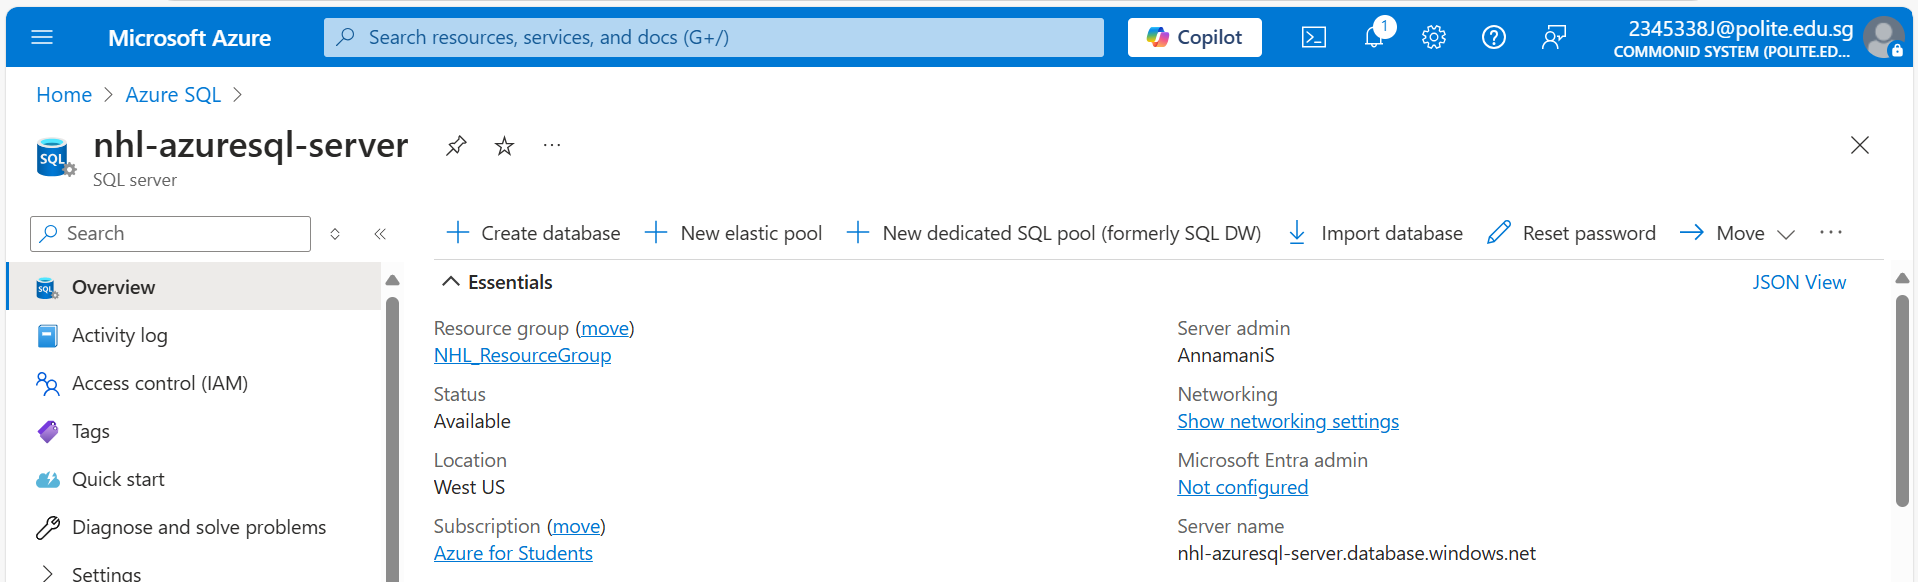 Microsoft Azure
Search resources, services, and docs (G+/)
Copilot
1
2345338J@polite.edu.sg
COMMONID SYSTEM (POLITE.ED...
Home > Azure SQL >
SQL
nhl-azuresql-server
SQL server
Search
Create database
New elastic pool
New dedicated SQL pool (formerly SQL DW)
Import database
Reset password
Move
SQL
Overview
Activity log
Access control (IAM)
Tags
Quick start
Diagnose and solve problems
Settings
Essentials
JSON View
Resource group (move)
NHL_ResourceGroup
Status
Available
Location
West US
Subscription (move)
Azure for Students
Server admin
AnnamaniS
Networking
Show networking settings
Microsoft Entra admin
Not configured
Server name
nhl-azuresql-server.database.windows.net